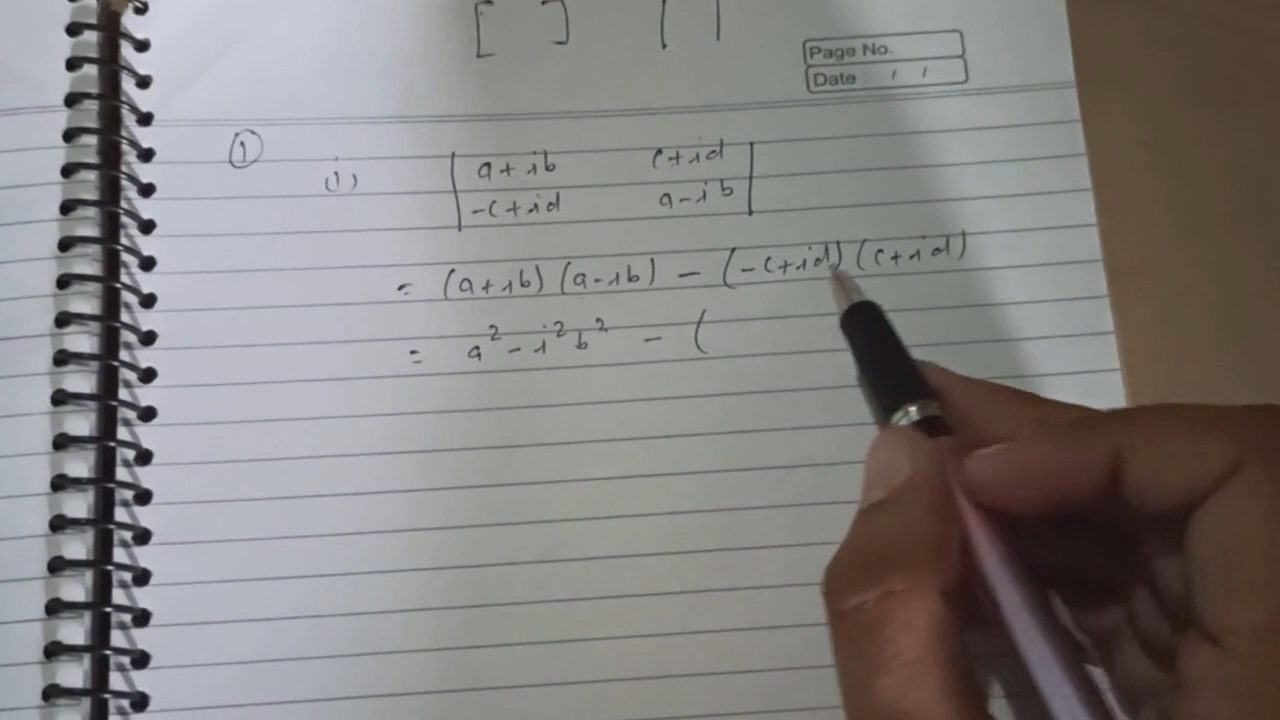 [ ] [ ]
Page No.
Date / /
① (i) | a+ib c+id |
| -c+id a-ib |
= (a+ib) (a-ib) - (-c+id) (c+id)
= a² - i²b² - (